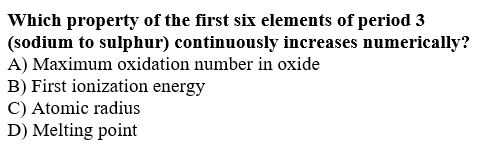 Which property of the first six elements of period 3
(sodium to sulphur) continuously increases numerically?
A) Maximum oxidation number in oxide
B) First ionization energy
C) Atomic radius
D) Melting point